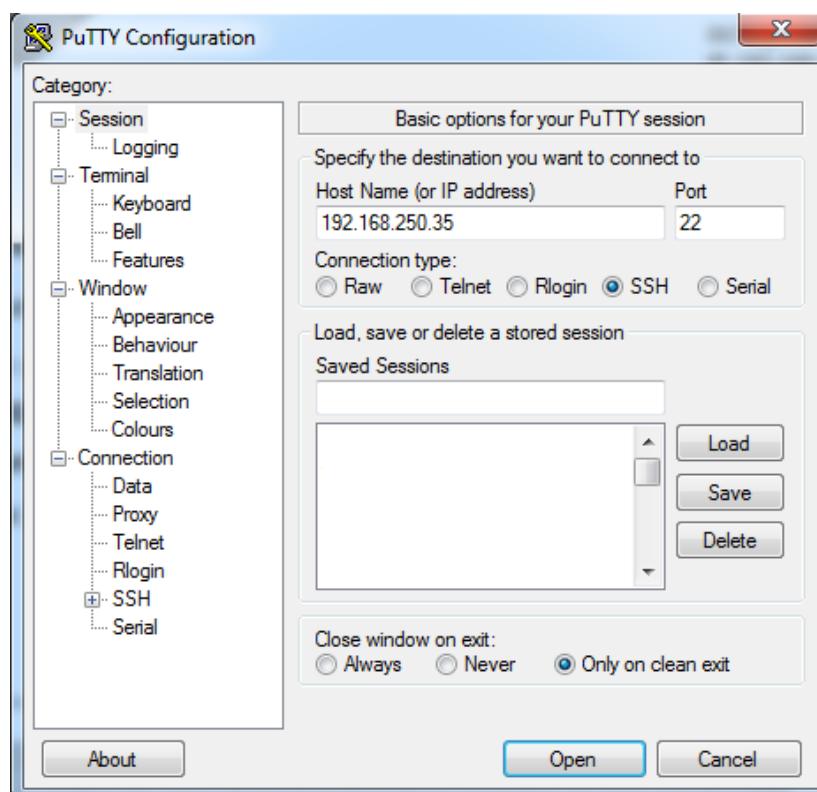 PuTTY Configuration
Category:
Session
Logging
Terminal
Keyboard
Bell
Features
Window
Appearance
Behaviour
Translation
Selection
Colours
Connection
Data
Proxy
Telnet
Rlogin
SSH
Serial
Basic options for your PuTTY session
Specify the destination you want to connect to
Host Name (or IP address) Port
192.168.250.35 22
Connection type:
Raw Telnet Rlogin SSH Serial
Load, save or delete a stored session
Saved Sessions
Load
Save
Delete
Close window on exit:
Always Never Only on clean exit
About Open Cancel